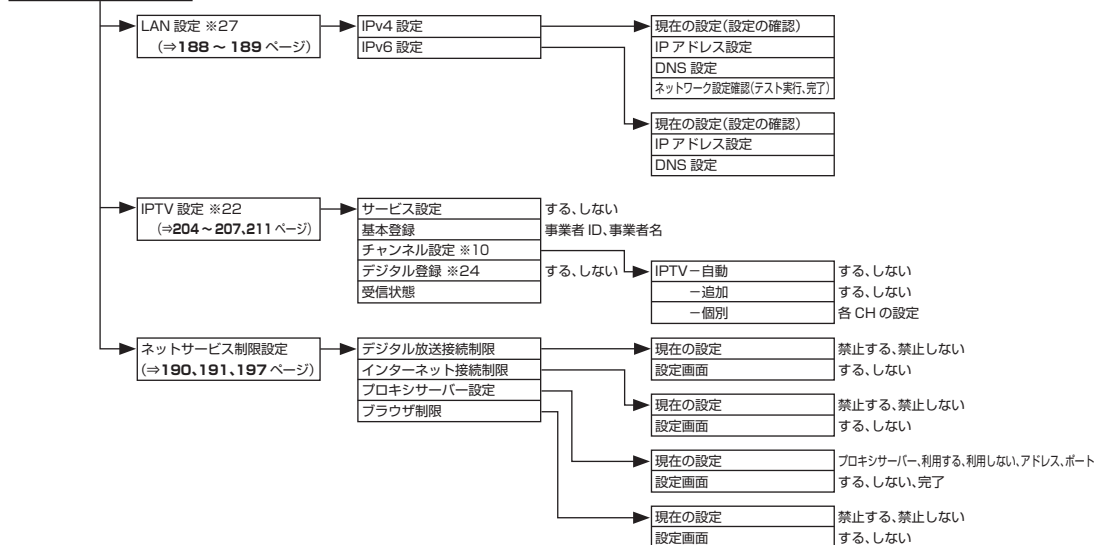 LAN 設定 ※27
(⇒188 ~ 189 ページ)
IPv4 設定
IPv6 設定
現在の設定(設定の確認)
IP アドレス設定
DNS 設定
ネットワーク設定確認(テスト実行、完了)
現在の設定(設定の確認)
IP アドレス設定
DNS 設定
IPTV 設定 ※22
(⇒204~207、211 ページ)
サービス設定 する、しない
基本登録 事業者 ID、事業者名
チャンネル設定 ※10
デジタル登録 ※24 する、しない
受信状態
IPTV-自動 する、しない
-追加 する、しない
-個別 各 CH の設定
ネットサービス制限設定
(⇒190、191、197 ページ)
デジタル放送接続制限
インターネット接続制限
プロキシサーバー設定
ブラウザ制限
現在の設定 禁止する、禁止しない
設定画面 する、しない
現在の設定 禁止する、禁止しない
設定画面 する、しない
現在の設定 プロキシサーバー、利用する、利用しない、アドレス、ポート
設定画面 する、しない、完了
現在の設定 禁止する、禁止しない
設定画面 する、しない